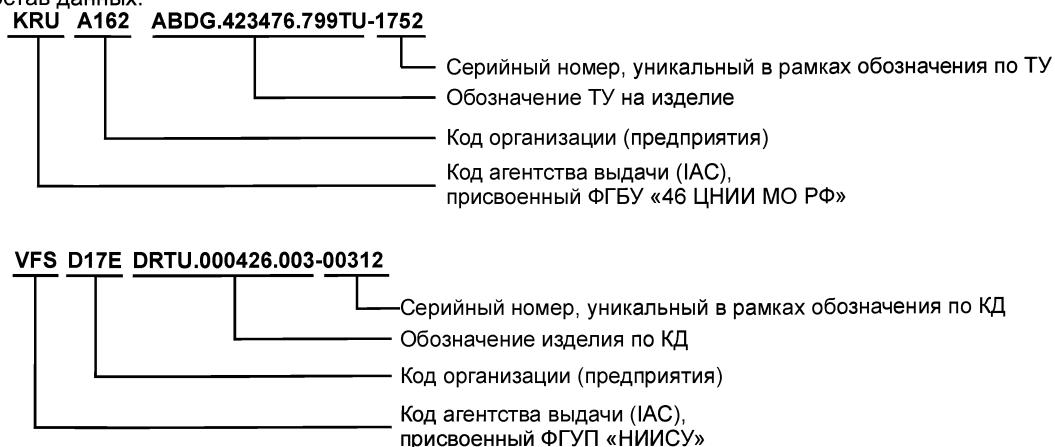 став данных:
KRU A162 ABDG.423476.799TU-1752
Серийный номер, уникальный в рамках обозначения по ТУ
Обозначение ТУ на изделие
Код организации (предприятия)
Код агентства выдачи (IAC),
присвоенный ФГБУ «46 ЦНИИ МО РФ»
VFS D17E DRTU.000426.003-00312
Серийный номер, уникальный в рамках обозначения по КД
Обозначение изделия по КД
Код организации (предприятия)
Код агентства выдачи (IAC),
присвоенный ФГУП «НИИСУ»